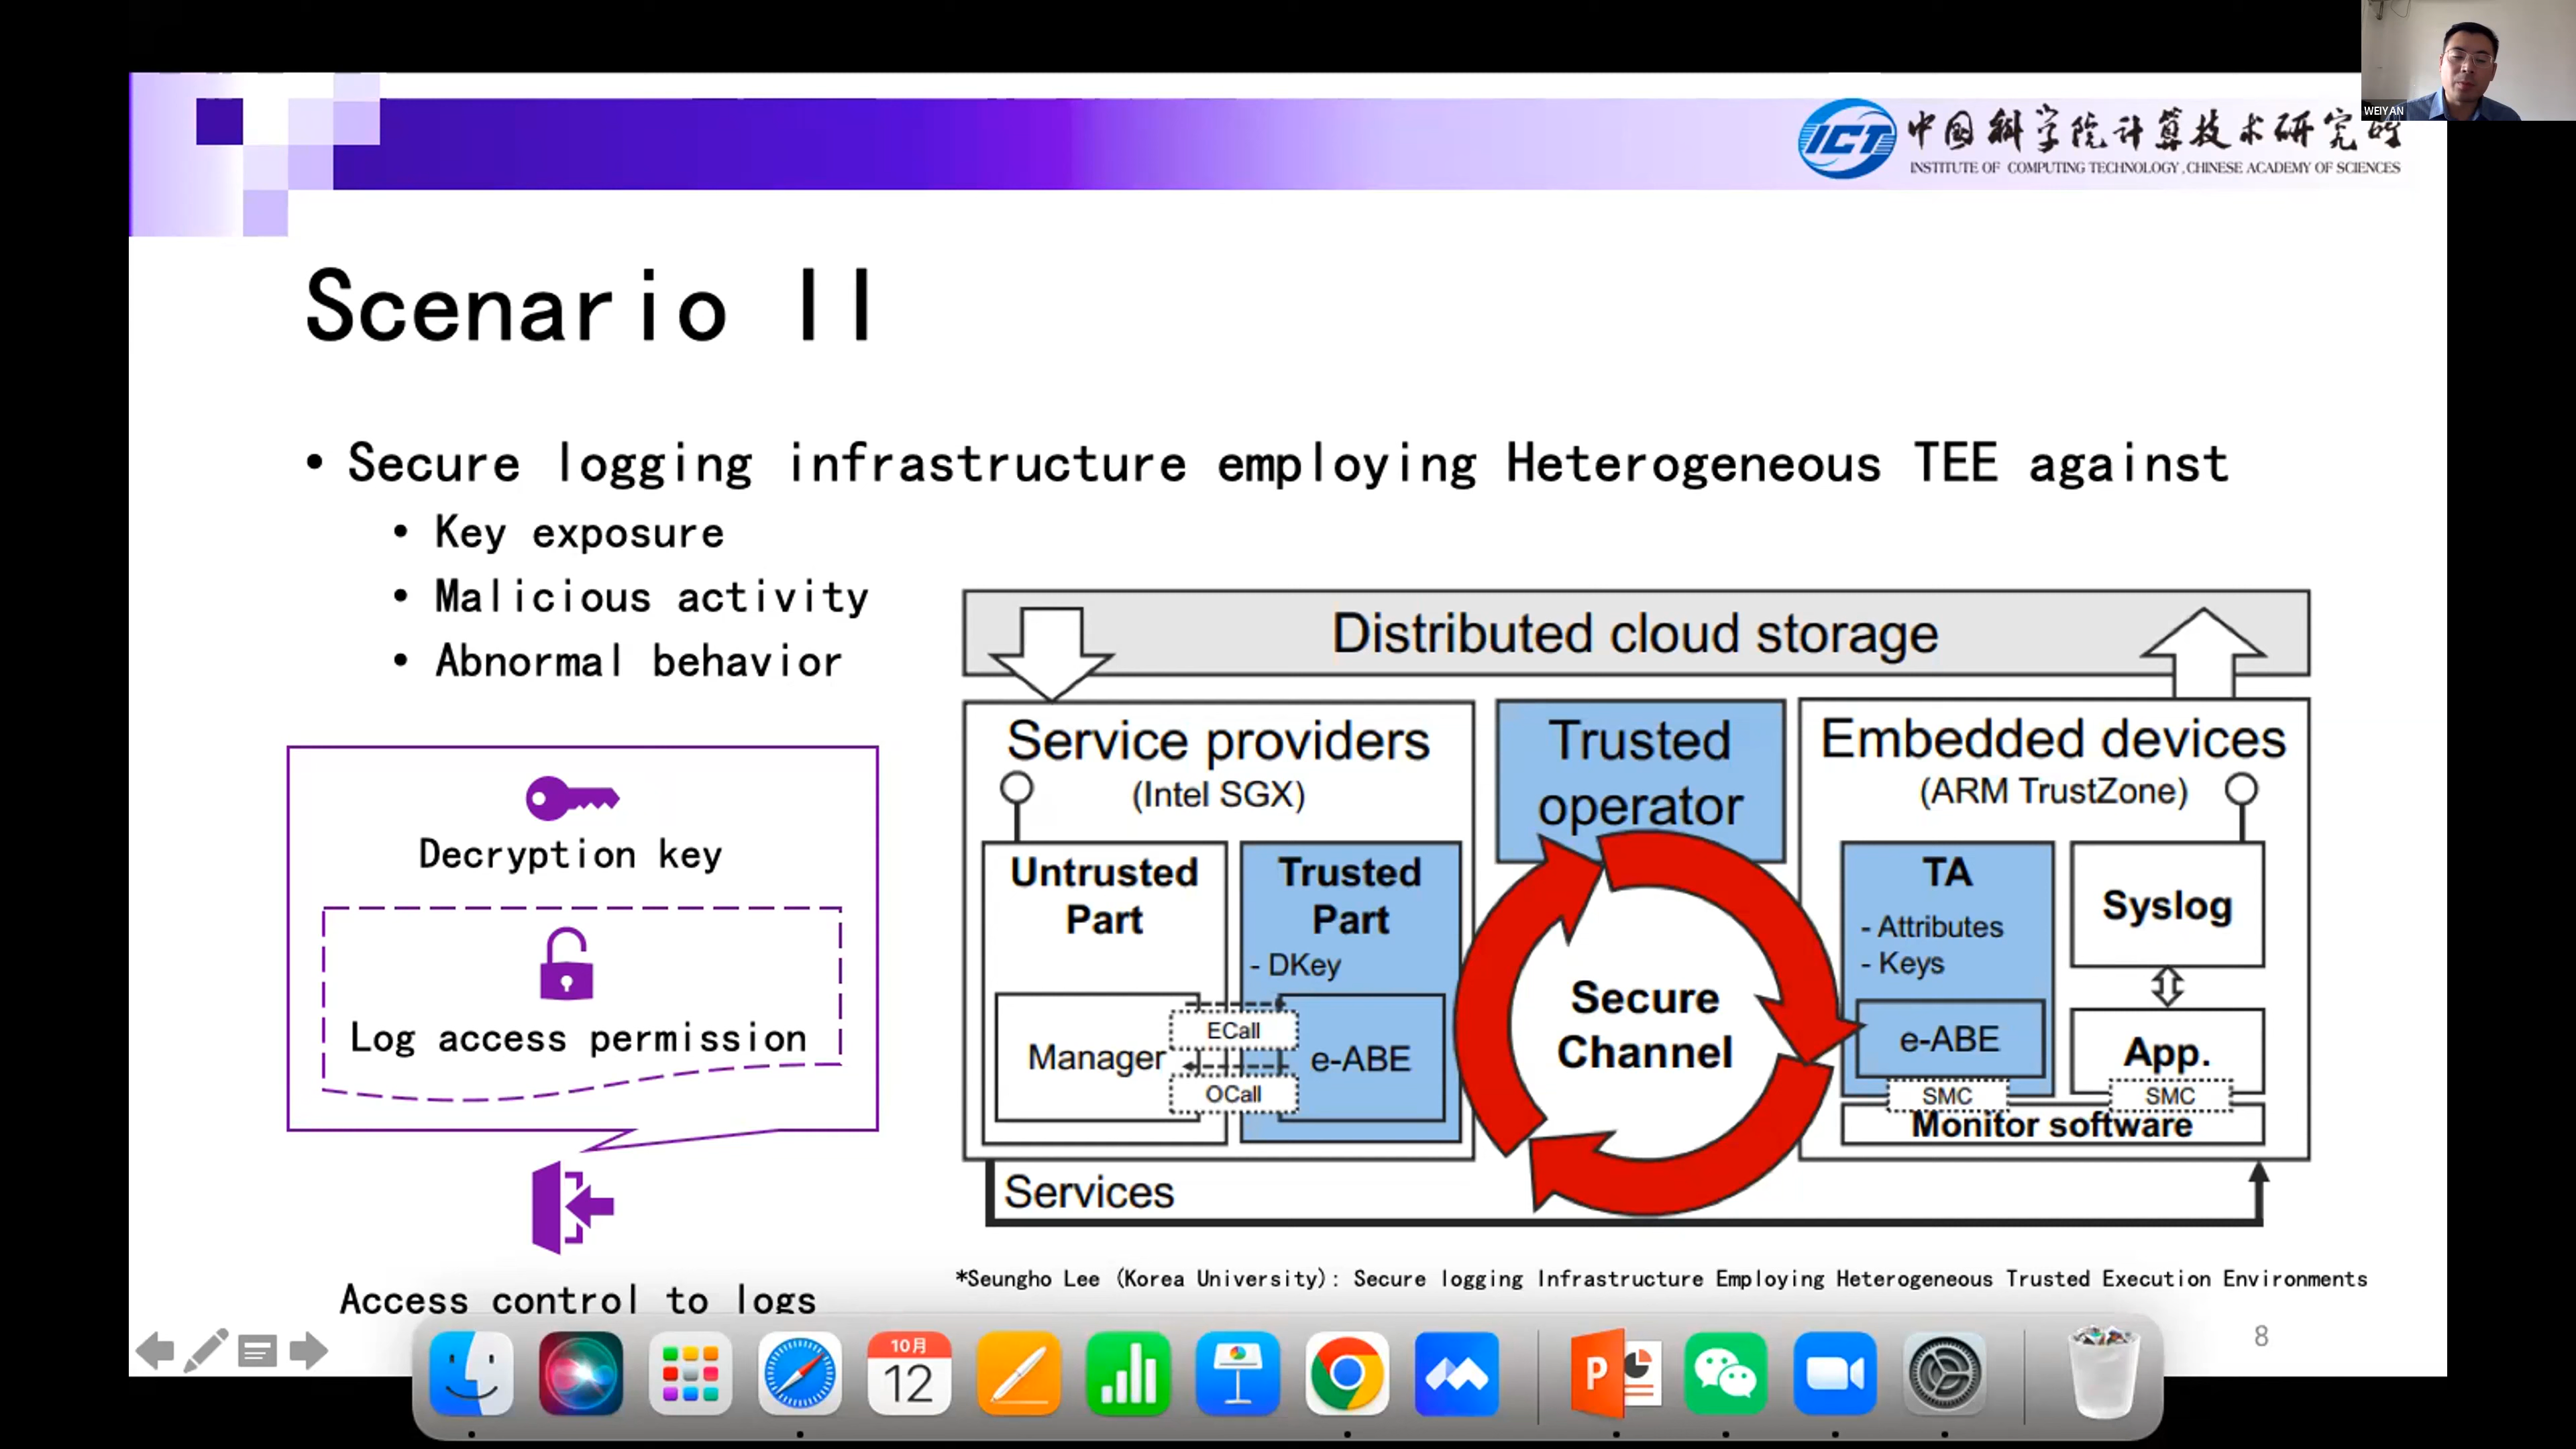 WEIYAN
ICT 中国科学院计算技术研究所
INSTITUTE OF COMPUTING TECHNOLOGY, CHINESE ACADEMY OF SCIENCES
Scenario II
• Secure logging infrastructure employing Heterogeneous TEE against
• Key exposure
• Malicious activity
• Abnormal behavior
Decryption key
Log access permission
Access control to logs
Distributed cloud storage
Service providers
(Intel SGX)
Untrusted
Part
Manager
Trusted
Part
- DKey
ECall
OCall
e-ABE
Trusted
operator
Secure
Channel
Embedded devices
(ARM TrustZone)
TA
- Attributes
- Keys
e-ABE
SMC
Syslog
App.
SMC
Monitor software
Services
*Seungho Lee (Korea University): Secure logging Infrastructure Employing Heterogeneous Trusted Execution Environments
8
10月
12
P